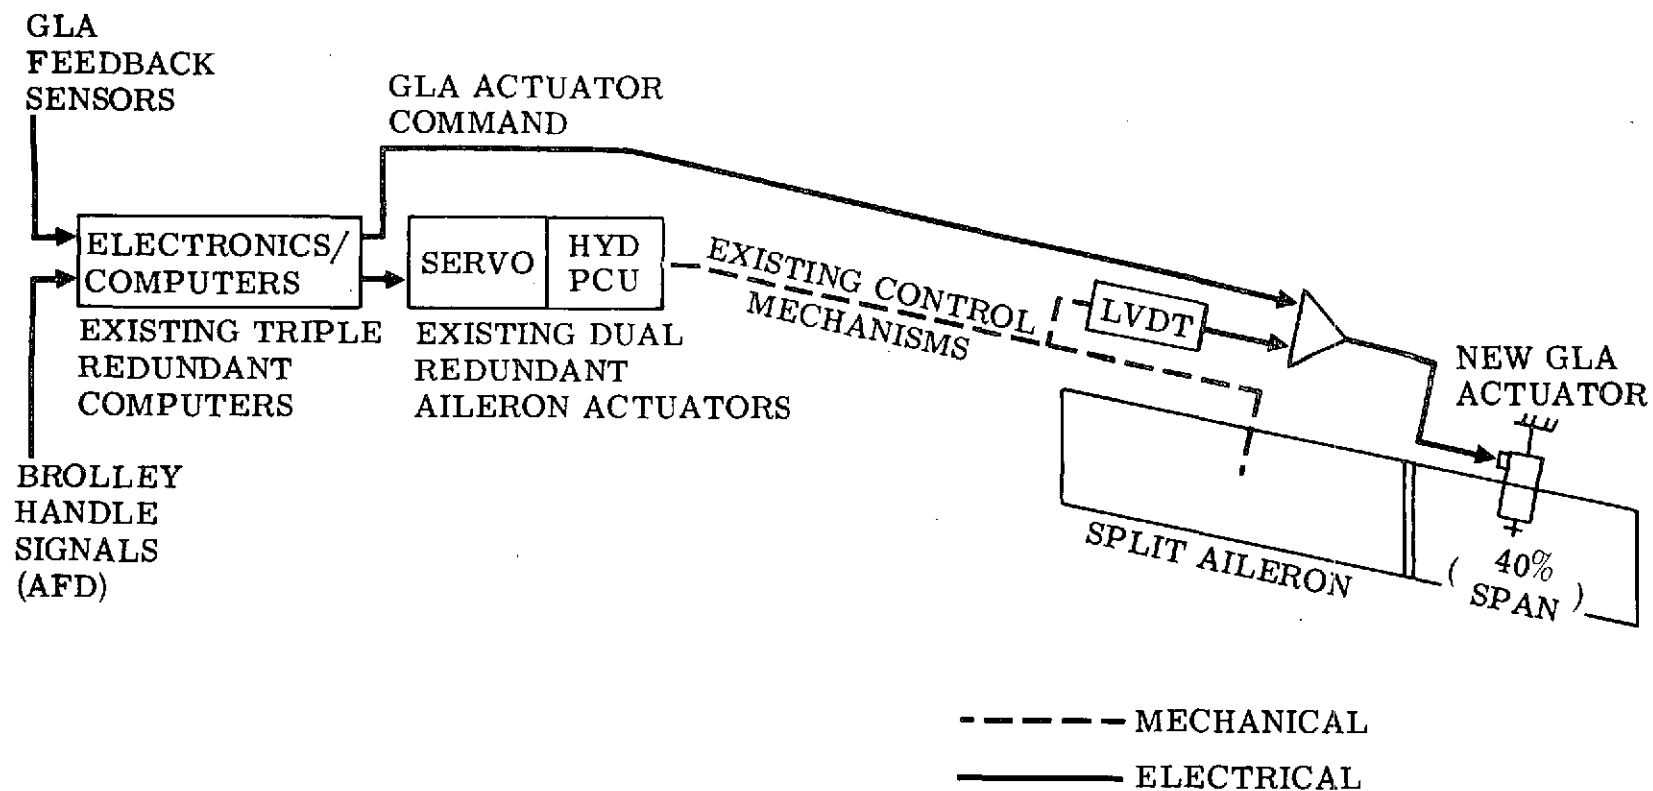 GLA
FEEDBACK
SENSORS
GLA ACTUATOR
COMMAND
ELECTRONICS/
COMPUTERS
SERVO
HYD
PCU
EXISTING CONTROL
MECHANISMS
LVDT
EXISTING TRIPLE
REDUNDANT
COMPUTERS
EXISTING DUAL
REDUNDANT
AILERON ACTUATORS
NEW GLA
ACTUATOR
BROLLEY
HANDLE
SIGNALS
(AFD)
SPLIT AILERON
( 40%
SPAN )
MECHANICAL
ELECTRICAL